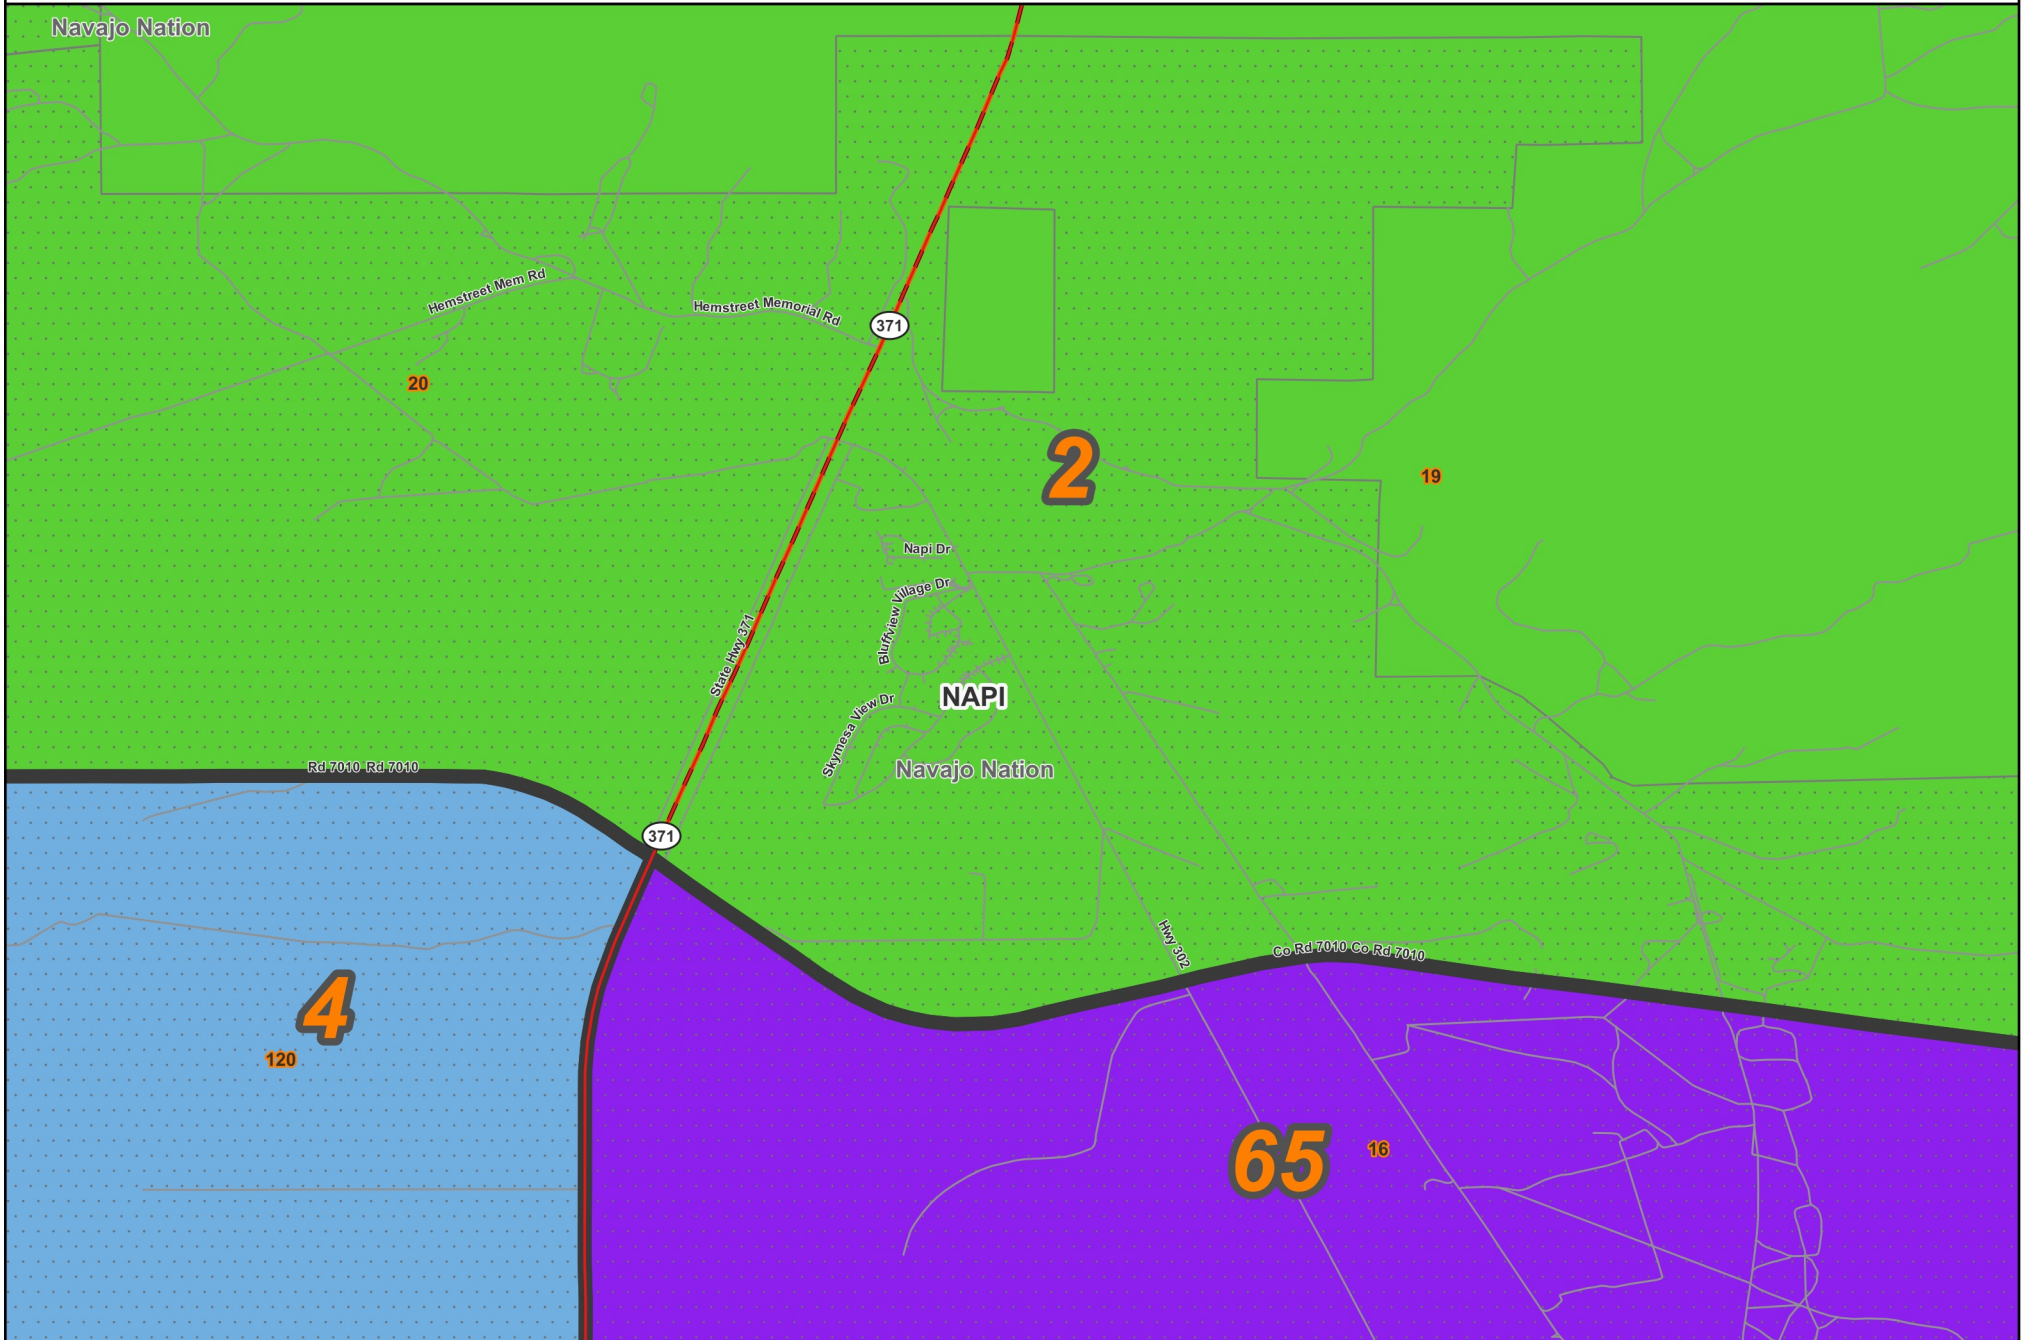 Navajo Nation
Hemstreet Mem Rd
Hemstreet Memorial Rd
371
20
2
19
Napi Dr
Bluffview Village Dr
State Hwy 371
NAPI
Skymesa View Dr
Navajo Nation
Rd 7010 Rd 7010
371
Hwy 302
Co Rd 7010 Co Rd 7010
4
120
65
16